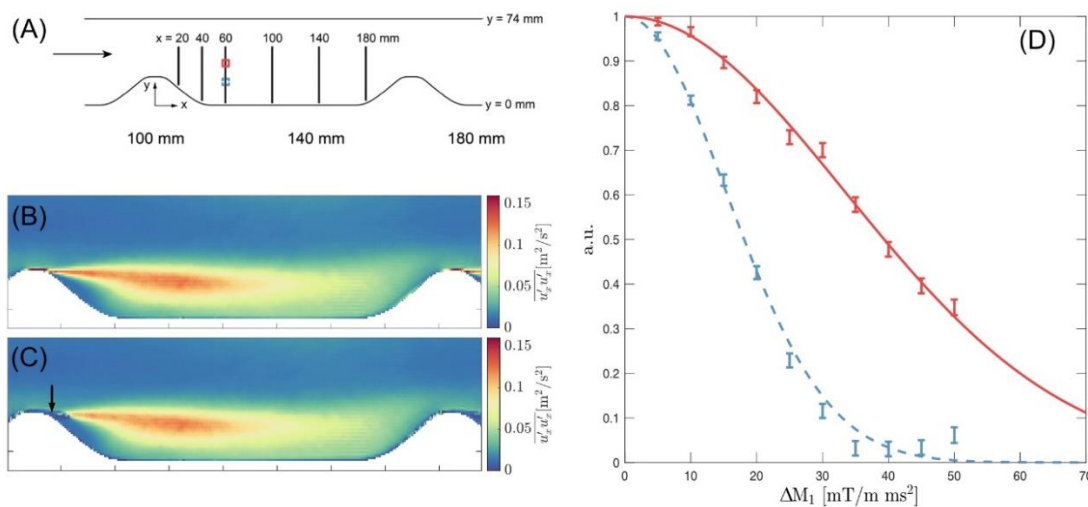 (A)
y = 74 mm
x = 20 40 60 100 140 180 mm
y
x
y = 0 mm
100 mm 140 mm 180 mm
(B)
0.15
0.1
0.05
0
u′ₓu′ₓ[m²/s²]
(C)
0.15
0.1
0.05
0
u′ₓu′ₓ[m²/s²]
(D)
1
0.9
0.8
0.7
0.6
0.5
0.4
0.3
0.2
0.1
0
a.u.
0 10 20 30 40 50 60 70
ΔM₁ [mT/m ms²]